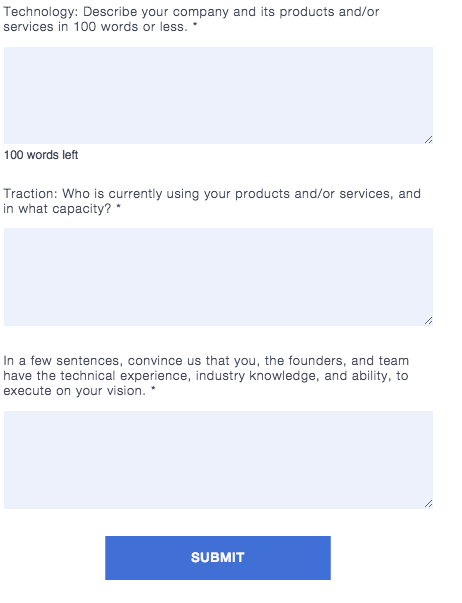 Technology: Describe your company and its products and/or
services in 100 words or less. *
100 words left
Traction: Who is currently using your products and/or services, and
in what capacity? *
In a few sentences, convince us that you, the founders, and team
have the technical experience, industry knowledge, and ability, to
execute on your vision. *
SUBMIT